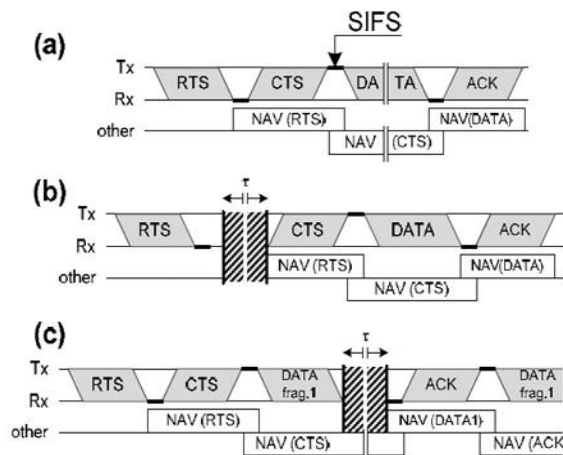 SIFS
(a)
Tx
RTS CTS DA TA ACK
Rx
NAV (RTS) NAV(DATA)
other
NAV (CTS)
(b)
τ
Tx
RTS CTS DATA ACK
Rx
NAV (RTS) NAV(DATA)
other
NAV (CTS)
(c)
τ
Tx
RTS CTS DATA frag.1 ACK DATA frag.1
Rx
NAV (RTS) NAV (DATA1)
other
NAV (CTS) NAV (ACK